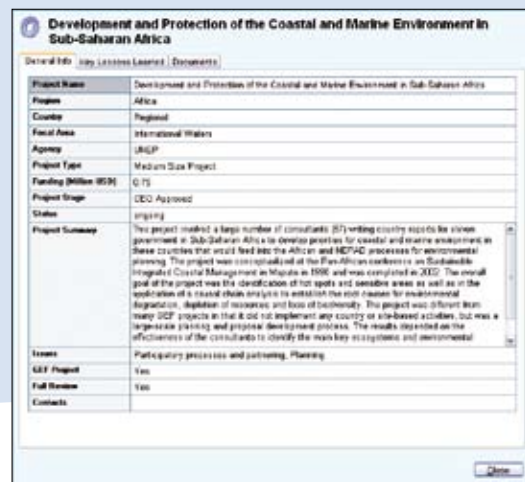 Development and Protection of the Coastal and Marine Environment in
Sub-Saharan Africa
General Info Key Lessons Learned Documents
Project Name Development and Protection of the Coastal and Marine Environment in Sub-Saharan Africa
Region Africa
Country Regional
Focal Area International Waters
Agency UNEP
Project Type Medium Size Project
Funding (Million USD) 0.75
Project Stage CEO Approved
Status ongoing
Project Summary This project involved a large number of consultants writing country reports for eleven
government in Sub-Saharan Africa to develop priorities for coastal and marine environment in
these countries that would feed into the African and NEPAD processes for environmental
planning. The project was conceptualized at the Pan-African conference on Sustainable
Integrated Coastal Management in Maputo in 1998 and was completed in 2002. The overall
goal of the project was the identification of hot spots and sensitive areas as well as in the
application of a causal chain analysis to establish the root causes for environmental
degradation, depletion of resources and loss of biodiversity. The project was different from
many GEF projects in that it did not implement any country or site-based activities, but was a
large-scale planning and proposal development process. The results depended on the
effectiveness of the consultants to identify the main key ecosystems and environmental
Issues Participatory processes and partnering, Planning
GEF Project Yes
Full Review Yes
Contacts
Close